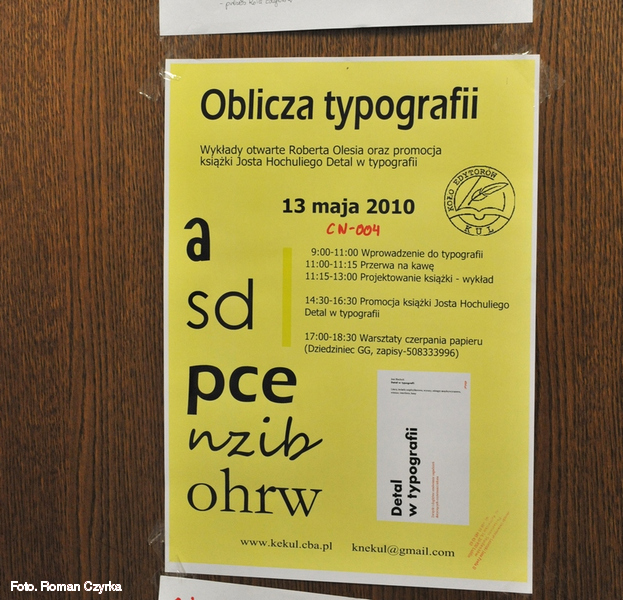 Oblicza typografii
Wykłady otwarte Roberta Olesia oraz promocja
książki Josta Hochuliego Detal w typografii
KOŁO EDYTORÓW
KUL
13 maja 2010
CN-004
9:00-11:00 Wprowadzenie do typografii
11:00-11:15 Przerwa na kawę
11:15-13:00 Projektowanie książki - wykład
14:30-16:30 Promocja książki Josta Hochuliego
Detal w typografii
17:00-18:30 Warsztaty czerpania papieru
(Dziedziniec GG, zapisy-508333996)
a
sd
pce
nzib
ohrw
Detal
w typografii
www.kekul.cba.pl knekul@gmail.com
Foto. Roman Czyrka